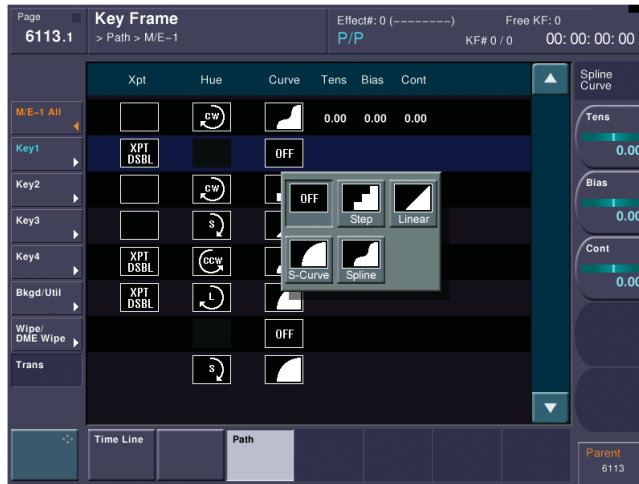 Page
6113.1
Key Frame
> Path > M/E–1
Effect#: 0 (– – – – – – – –)
Free KF: 0
P/P
KF# 0 / 0
00: 00: 00: 00
Xpt Hue Curve Tens Bias Cont
Spline
Curve
M/E–1 All
CW
0.00 0.00 0.00
Tens
0.00
Key1
XPT
DSBL
OFF
Key2
CW
OFF
Step
Linear
Bias
0.00
Key3
S
Key4
XPT
DSBL
CCW
S–Curve
Spline
Cont
0.00
Bkgd/Util
XPT
DSBL
L
Wipe/
DME Wipe
OFF
Trans
S
Time Line
Path
Parent
6113